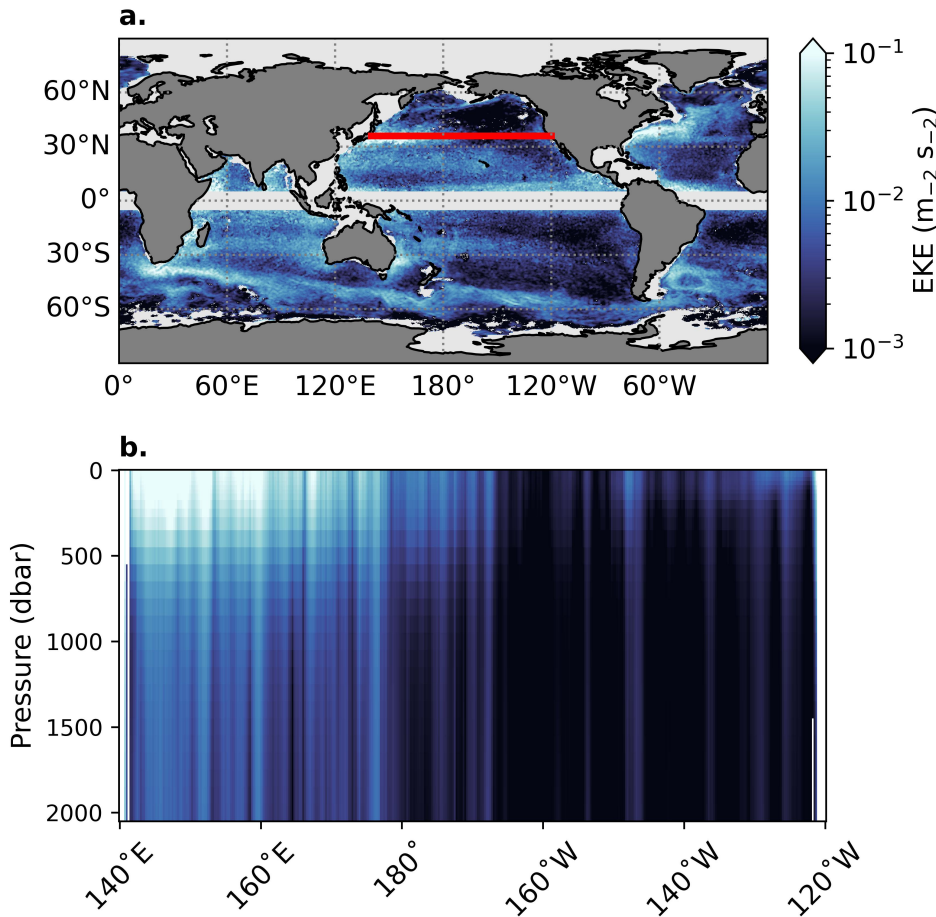 a.
60°N
30°N
0°
30°S
60°S
0° 60°E 120°E 180° 120°W 60°W
10⁻¹
10⁻²
10⁻³
EKE (m₋₂ s₋₂)
b.
0
500
1000
1500
2000
Pressure (dbar)
140°E 160°E 180° 160°W 140°W 120°W